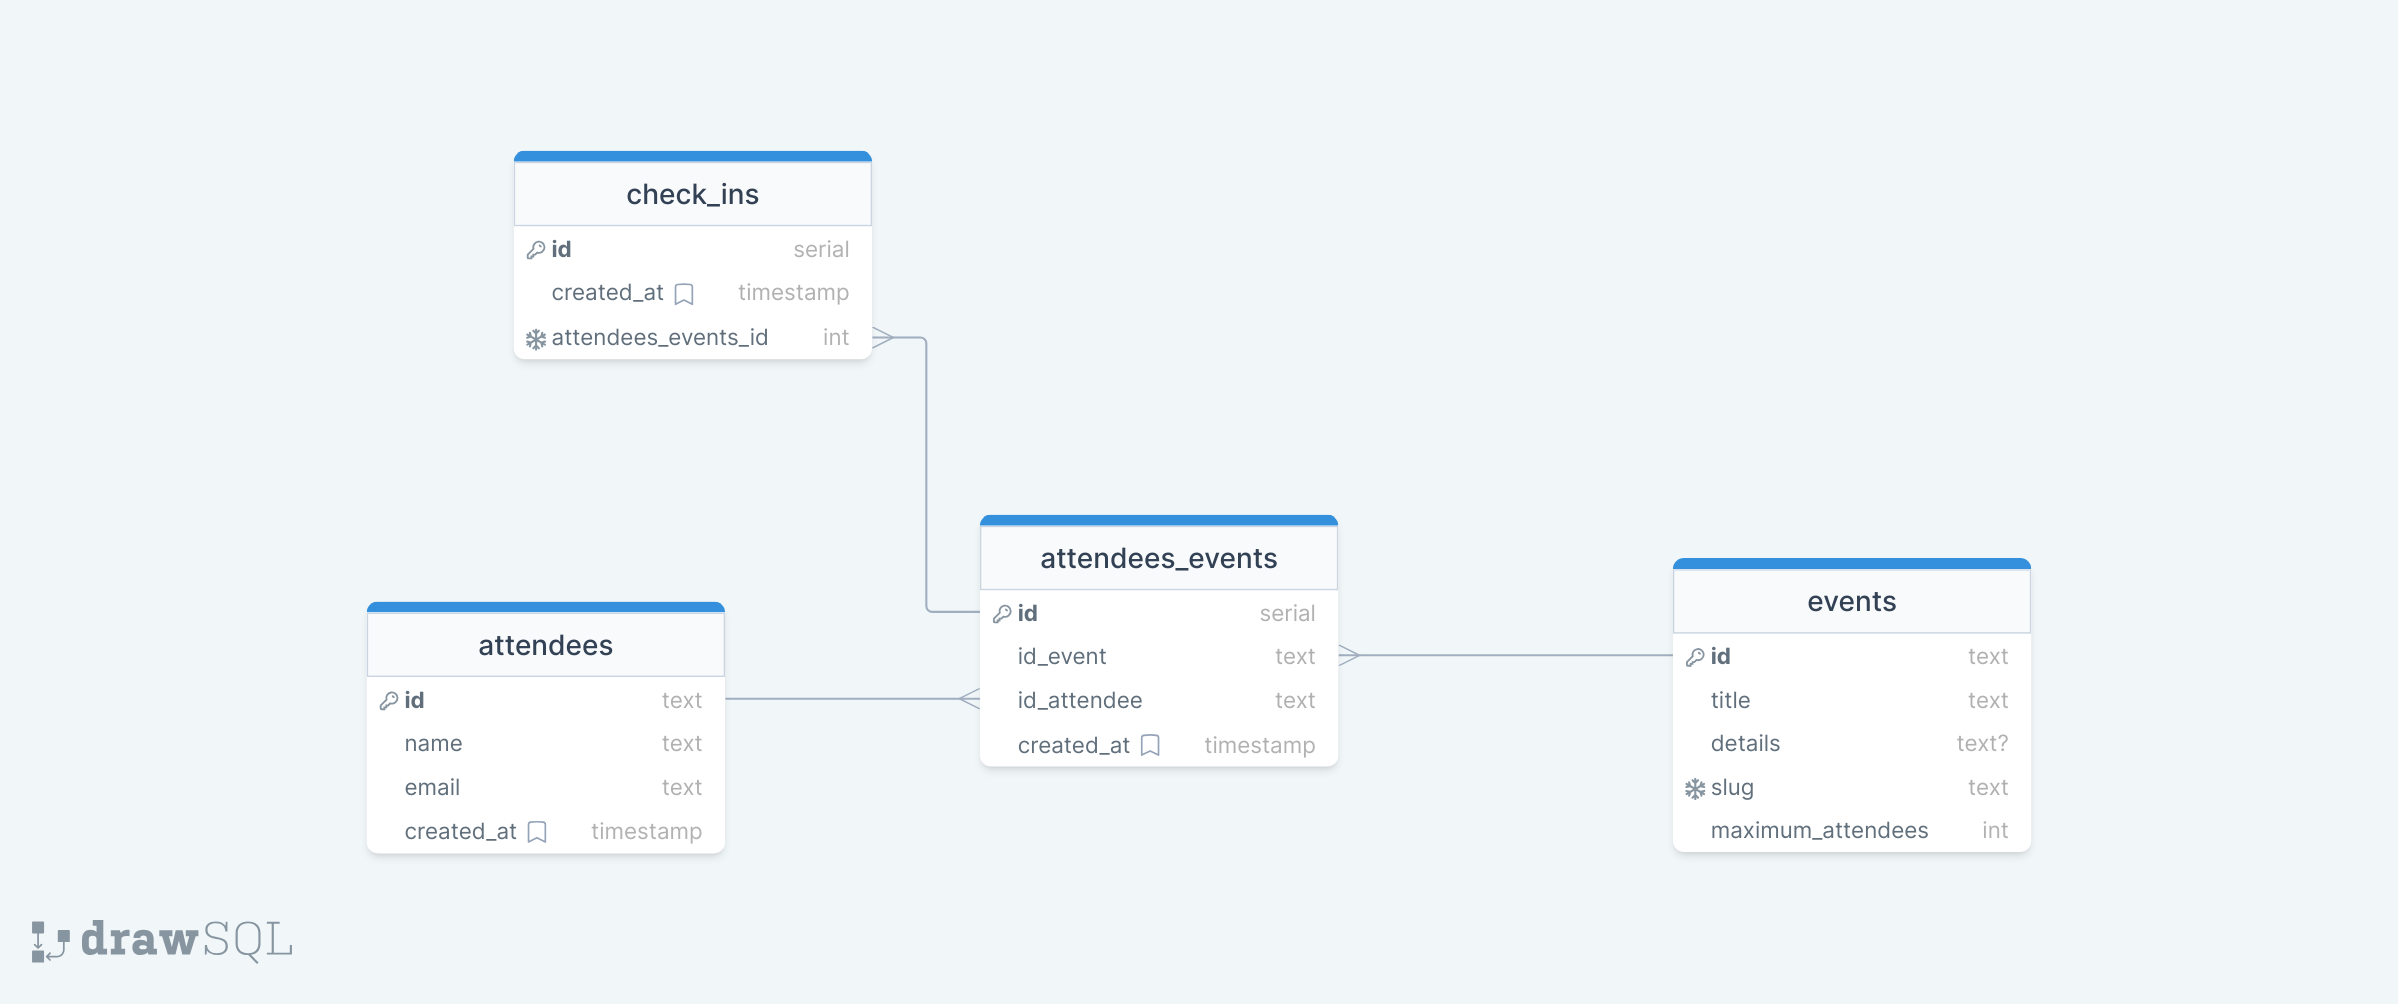 check_ins
id serial
created_at timestamp
attendees_events_id int
attendees_events
id serial
id_event text
id_attendee text
created_at timestamp
events
id text
title text
details text?
slug text
maximum_attendees int
attendees
id text
name text
email text
created_at timestamp
drawSQL